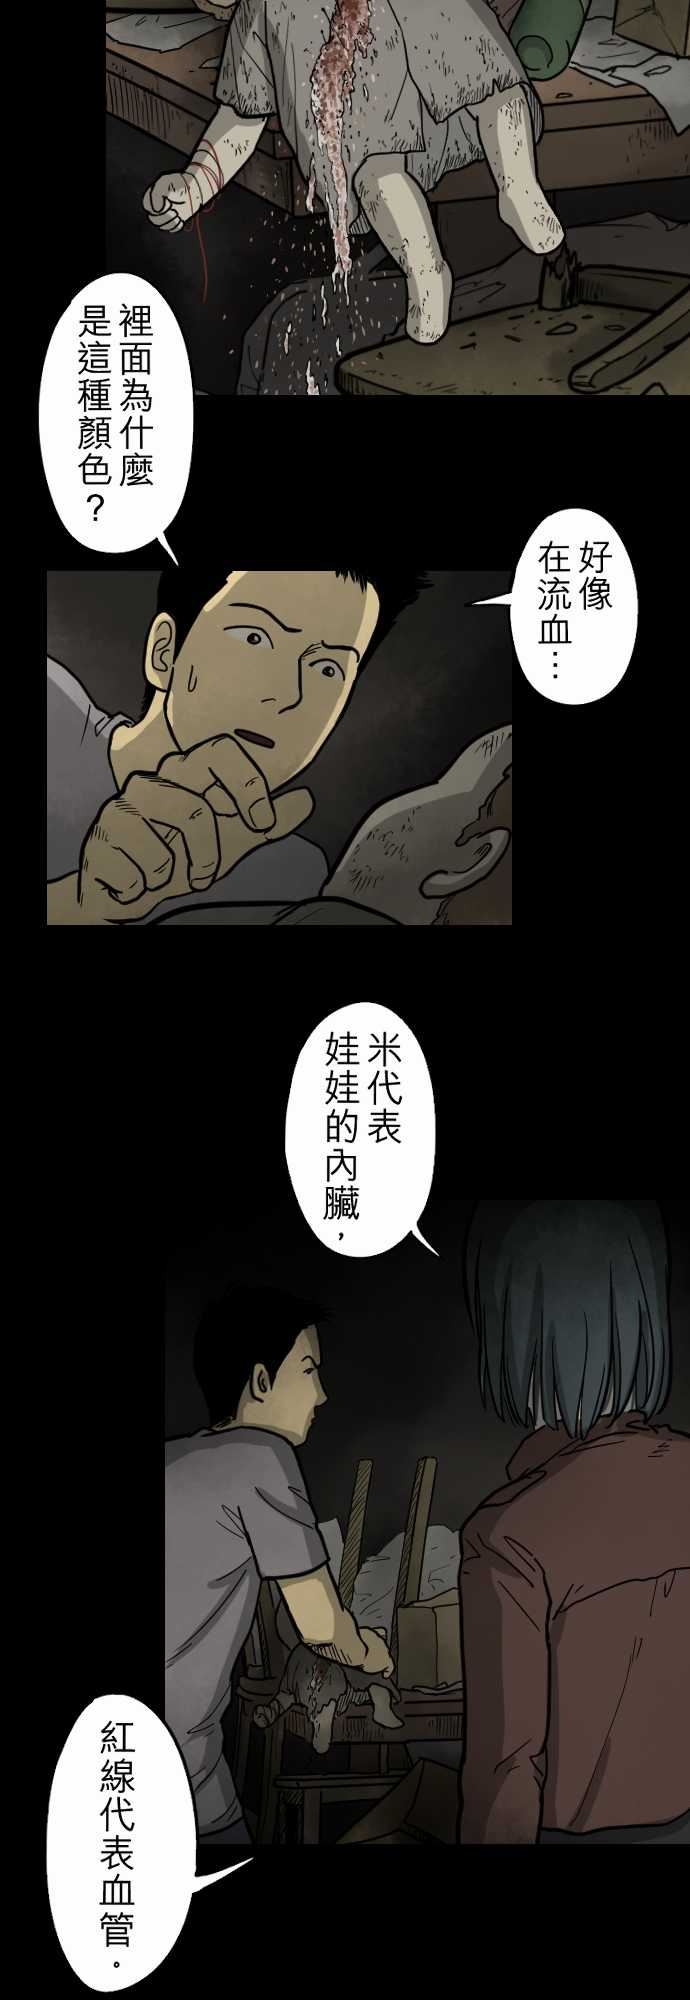 裡面為什麼
是這種顏色？
好像
在流血…
米代表
娃娃的內臟，
紅線代表血管。